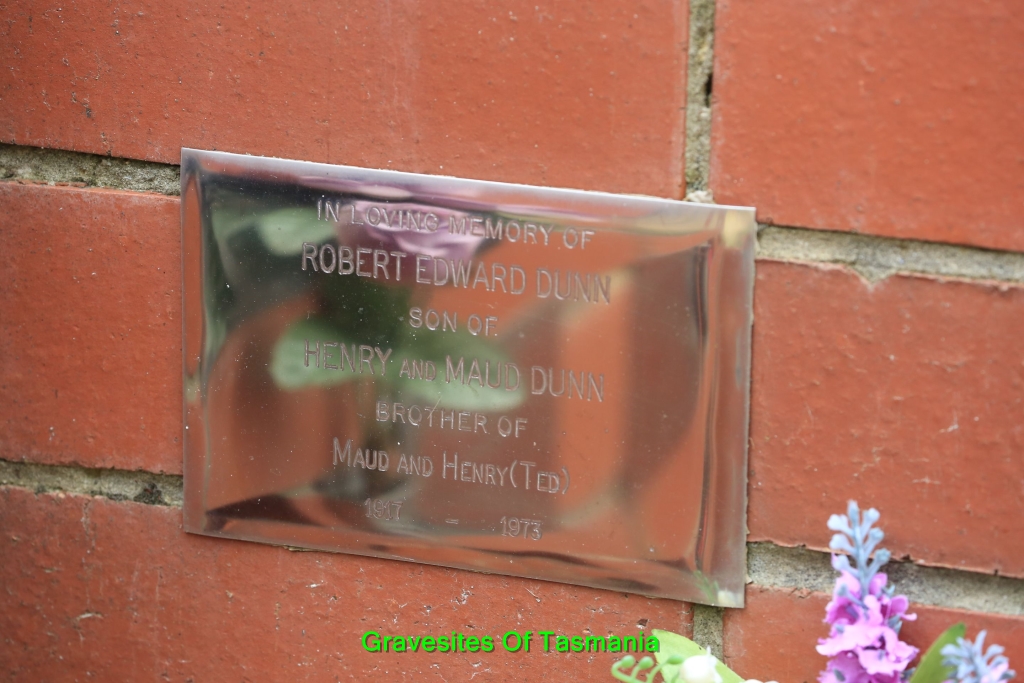 IN LOVING MEMORY OF
ROBERT EDWARD DUNN
SON OF
HENRY AND MAUD DUNN
BROTHER OF
MAUD AND HENRY (TED)
1917 – 1973
Gravesites Of Tasmania